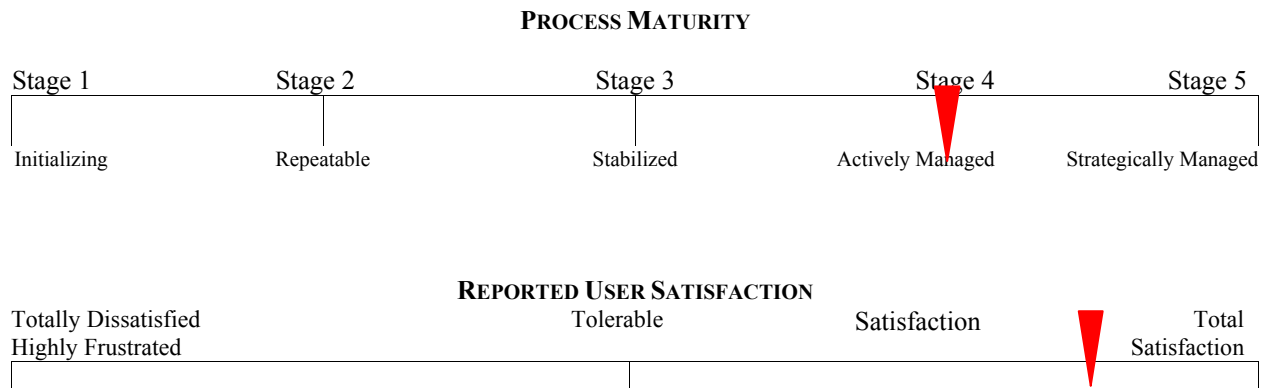 PROCESS MATURITY
Stage 1 Stage 2 Stage 3 Stage 4 Stage 5
Initializing Repeatable Stabilized Actively Managed Strategically Managed
REPORTED USER SATISFACTION
Totally Dissatisfied Tolerable Satisfaction Total
Highly Frustrated Satisfaction